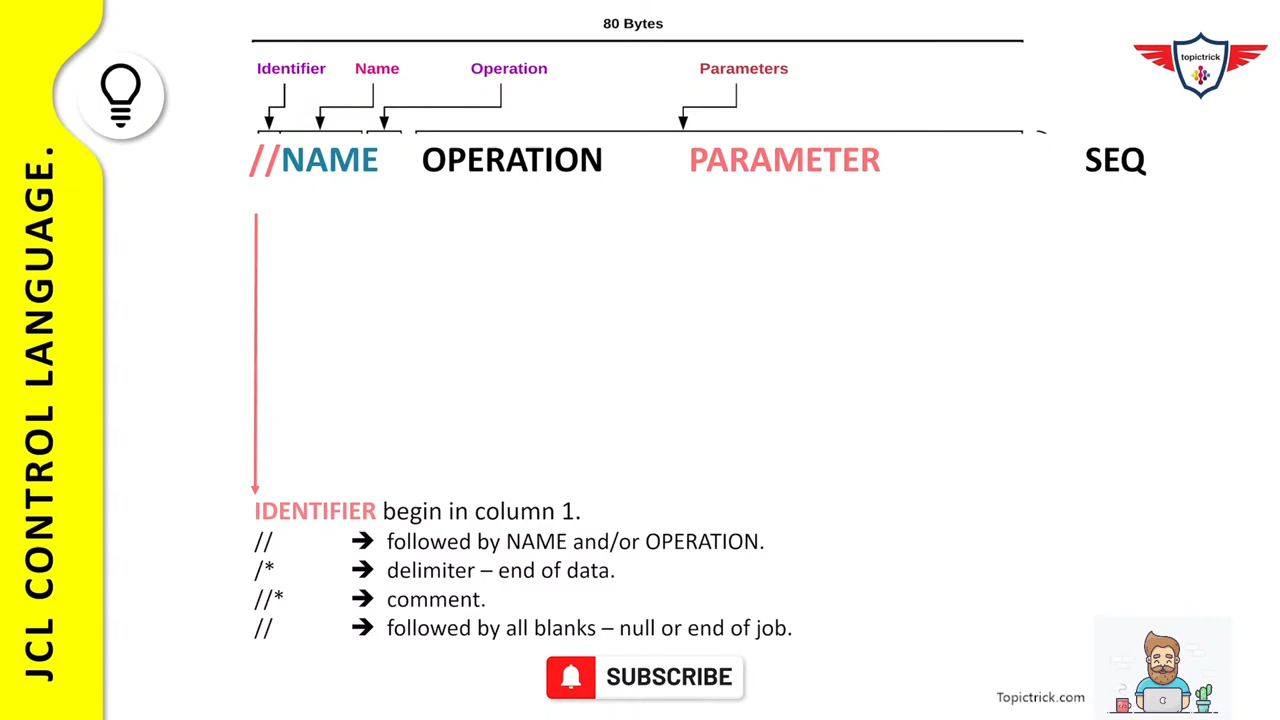 80 Bytes
Identifier Name Operation Parameters
topictrick
//NAME OPERATION PARAMETER SEQ
JCL CONTROL LANGUAGE.
IDENTIFIER begin in column 1.
// ➔ followed by NAME and/or OPERATION.
/* ➔ delimiter – end of data.
//* ➔ comment.
// ➔ followed by all blanks – null or end of job.
SUBSCRIBE
Topictrick.com